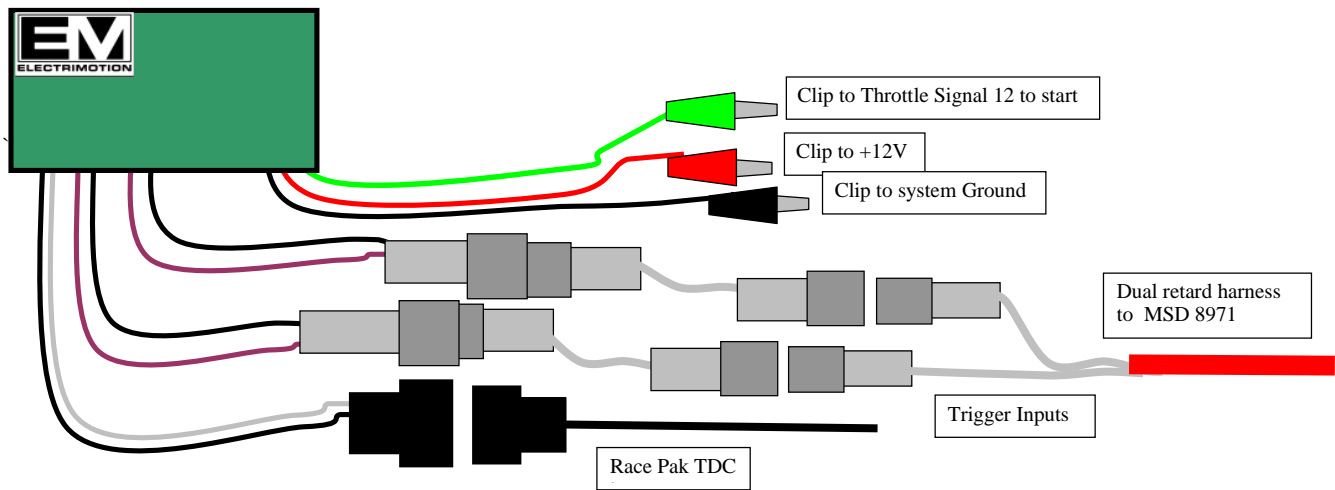 EM
ELECTRIMOTION
Clip to Throttle Signal 12 to start
Clip to +12V
Clip to system Ground
Dual retard harness
to MSD 8971
Trigger Inputs
Race Pak TDC